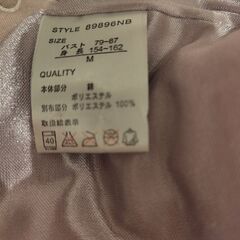 STYLE 89896NB
SIZE
バスト 79~87
身 長 154~162
M
QUALITY
本体部分 綿
ポリエステル
別布部分 ポリエステル 100%
取扱絵表示
40